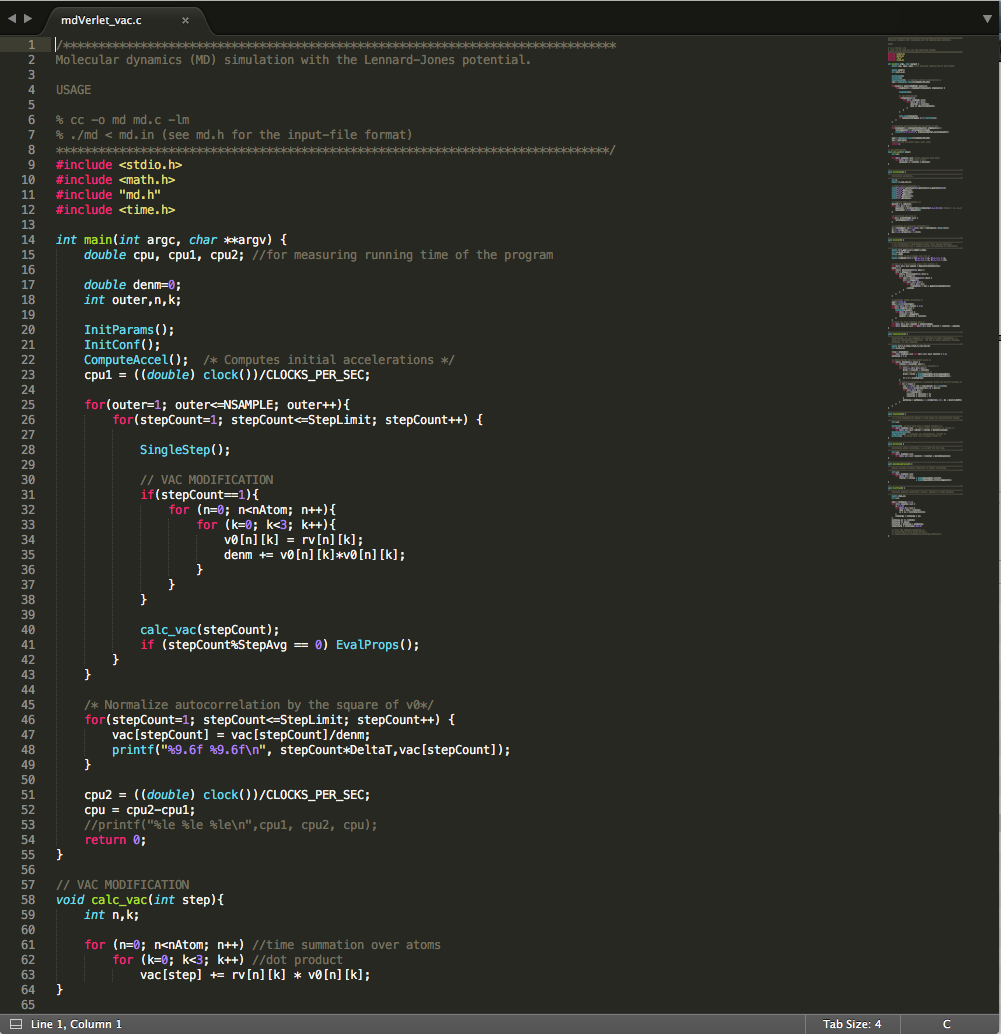 mdVerlet_vac.c ×
1 /*******************************************************************************
2 Molecular dynamics (MD) simulation with the Lennard-Jones potential.
3
4 USAGE
5
6 % cc -o md md.c -lm
7 % ./md < md.in (see md.h for the input-file format)
8 *******************************************************************************/
9 #include <stdio.h>
10 #include <math.h>
11 #include "md.h"
12 #include <time.h>
13
14 int main(int argc, char **argv) {
15     double cpu, cpu1, cpu2; //for measuring running time of the program
16
17     double denm=0;
18     int outer,n,k;
19
20     InitParams();
21     InitConf();
22     ComputeAccel();  /* Computes initial accelerations */
23     cpu1 = ((double) clock())/CLOCKS_PER_SEC;
24
25     for(outer=1; outer<=NSAMPLE; outer++){
26         for(stepCount=1; stepCount<=StepLimit; stepCount++) {
27
28             SingleStep();
29
30             // VAC MODIFICATION
31             if(stepCount==1){
32                 for (n=0; n<nAtom; n++){
33                     for (k=0; k<3; k++){
34                         v0[n][k] = rv[n][k];
35                         denm += v0[n][k]*v0[n][k];
36                     }
37                 }
38             }
39
40             calc_vac(stepCount);
41             if (stepCount%StepAvg == 0) EvalProps();
42         }
43     }
44
45     /* Normalize autocorrelation by the square of v0*/
46     for(stepCount=1; stepCount<=StepLimit; stepCount++) {
47         vac[stepCount] = vac[stepCount]/denm;
48         printf("%9.6f %9.6f\n", stepCount*DeltaT,vac[stepCount]);
49     }
50
51     cpu2 = ((double) clock())/CLOCKS_PER_SEC;
52     cpu = cpu2-cpu1;
53     //printf("%le %le %le\n",cpu1, cpu2, cpu);
54     return 0;
55 }
56
57 // VAC MODIFICATION
58 void calc_vac(int step){
59     int n,k;
60
61     for (n=0; n<nAtom; n++) //time summation over atoms
62         for (k=0; k<3; k++) //dot product
63             vac[step] += rv[n][k] * v0[n][k];
64 }
65
Line 1, Column 1 Tab Size: 4 C